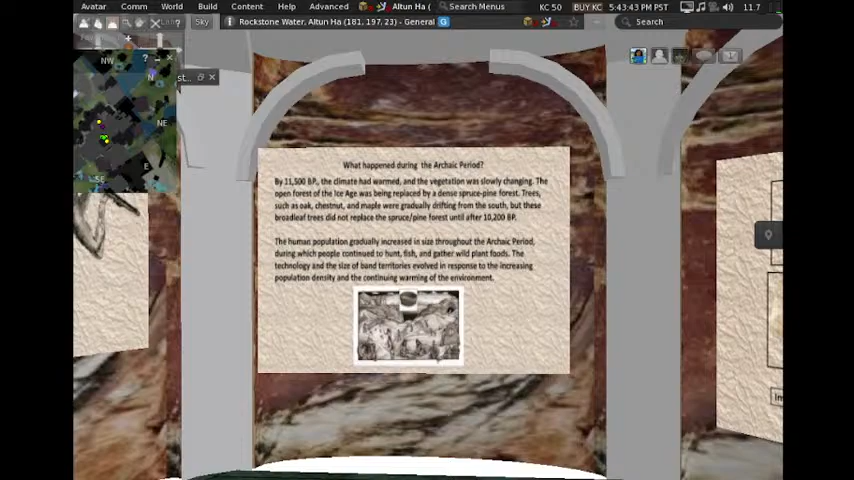 Avatar Comm World Build Content Help Advanced Altun Ha ( Search Menus KC 50 BUY KC 5:43:43 PM PST 11.7
Sky Rockstone Water, Altun Ha (181, 197, 23) - General G Search
NW
N
st...
NE
E
SE
What happened during the Archaic Period?
By 11,500 BP, the climate had warmed, and the vegetation was slowly changing. The
open forest of the Ice Age was being replaced by a dense spruce-pine forest. Trees,
such as oak, chestnut, and maple were gradually drifting from the south, but these
broadleaf trees did not replace the spruce/pine forest until after 10,200 BP.
The human population gradually increased in size throughout the Archaic Period,
during which people continued to hunt, fish, and gather wild plant foods. The
technology and the size of band territories evolved in response to the increasing
population density and the continuing warming of the environment.